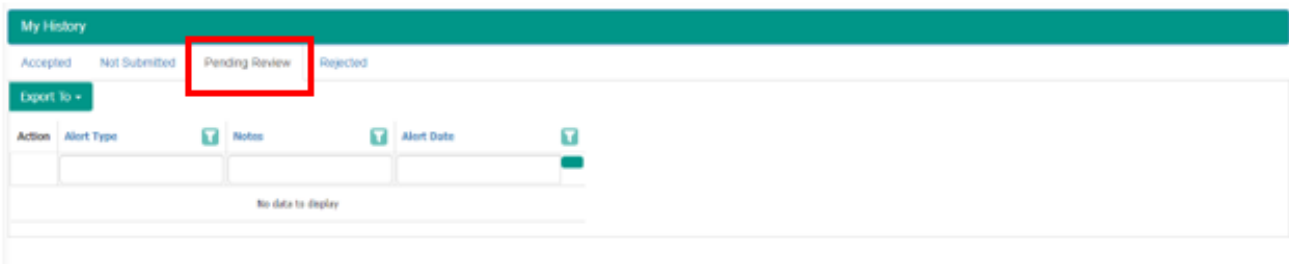 My History
Accepted Not Submitted Pending Review Rejected
Export To
Action Alert Type Notes Alert Date
No data to display